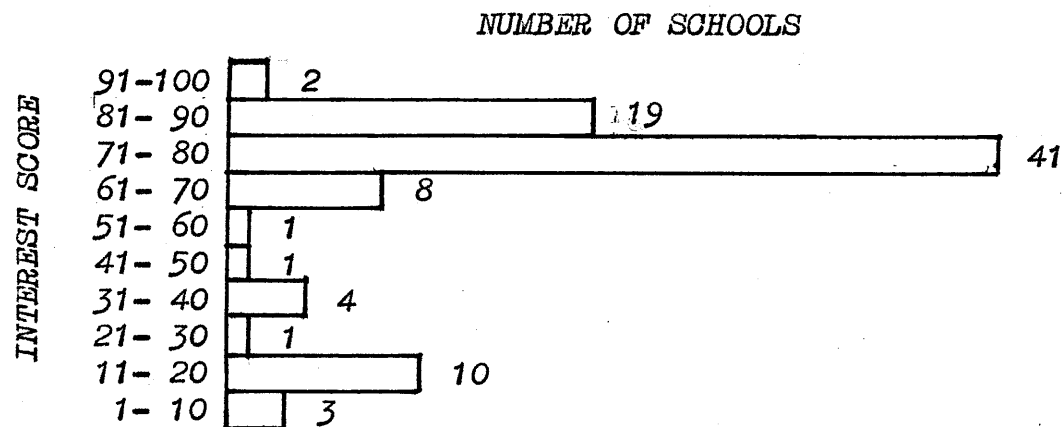 NUMBER OF SCHOOLS
INTEREST SCORE
91-100 2
81- 90 19
71- 80 41
61- 70 8
51- 60 1
41- 50 1
31- 40 4
21- 30 1
11- 20 10
1- 10 3